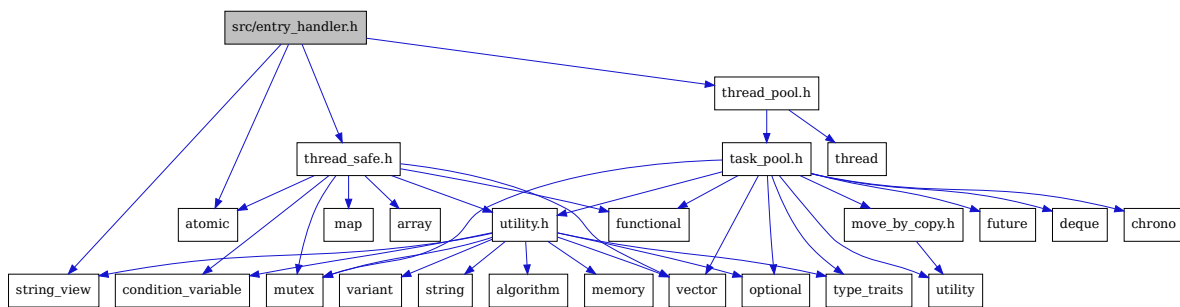 src/entry_handler.h
thread_pool.h
thread_safe.h
task_pool.h
thread
atomic
map
array
utility.h
functional
move_by_copy.h
future
deque
chrono
string_view
condition_variable
mutex
variant
string
algorithm
memory
vector
optional
type_traits
utility